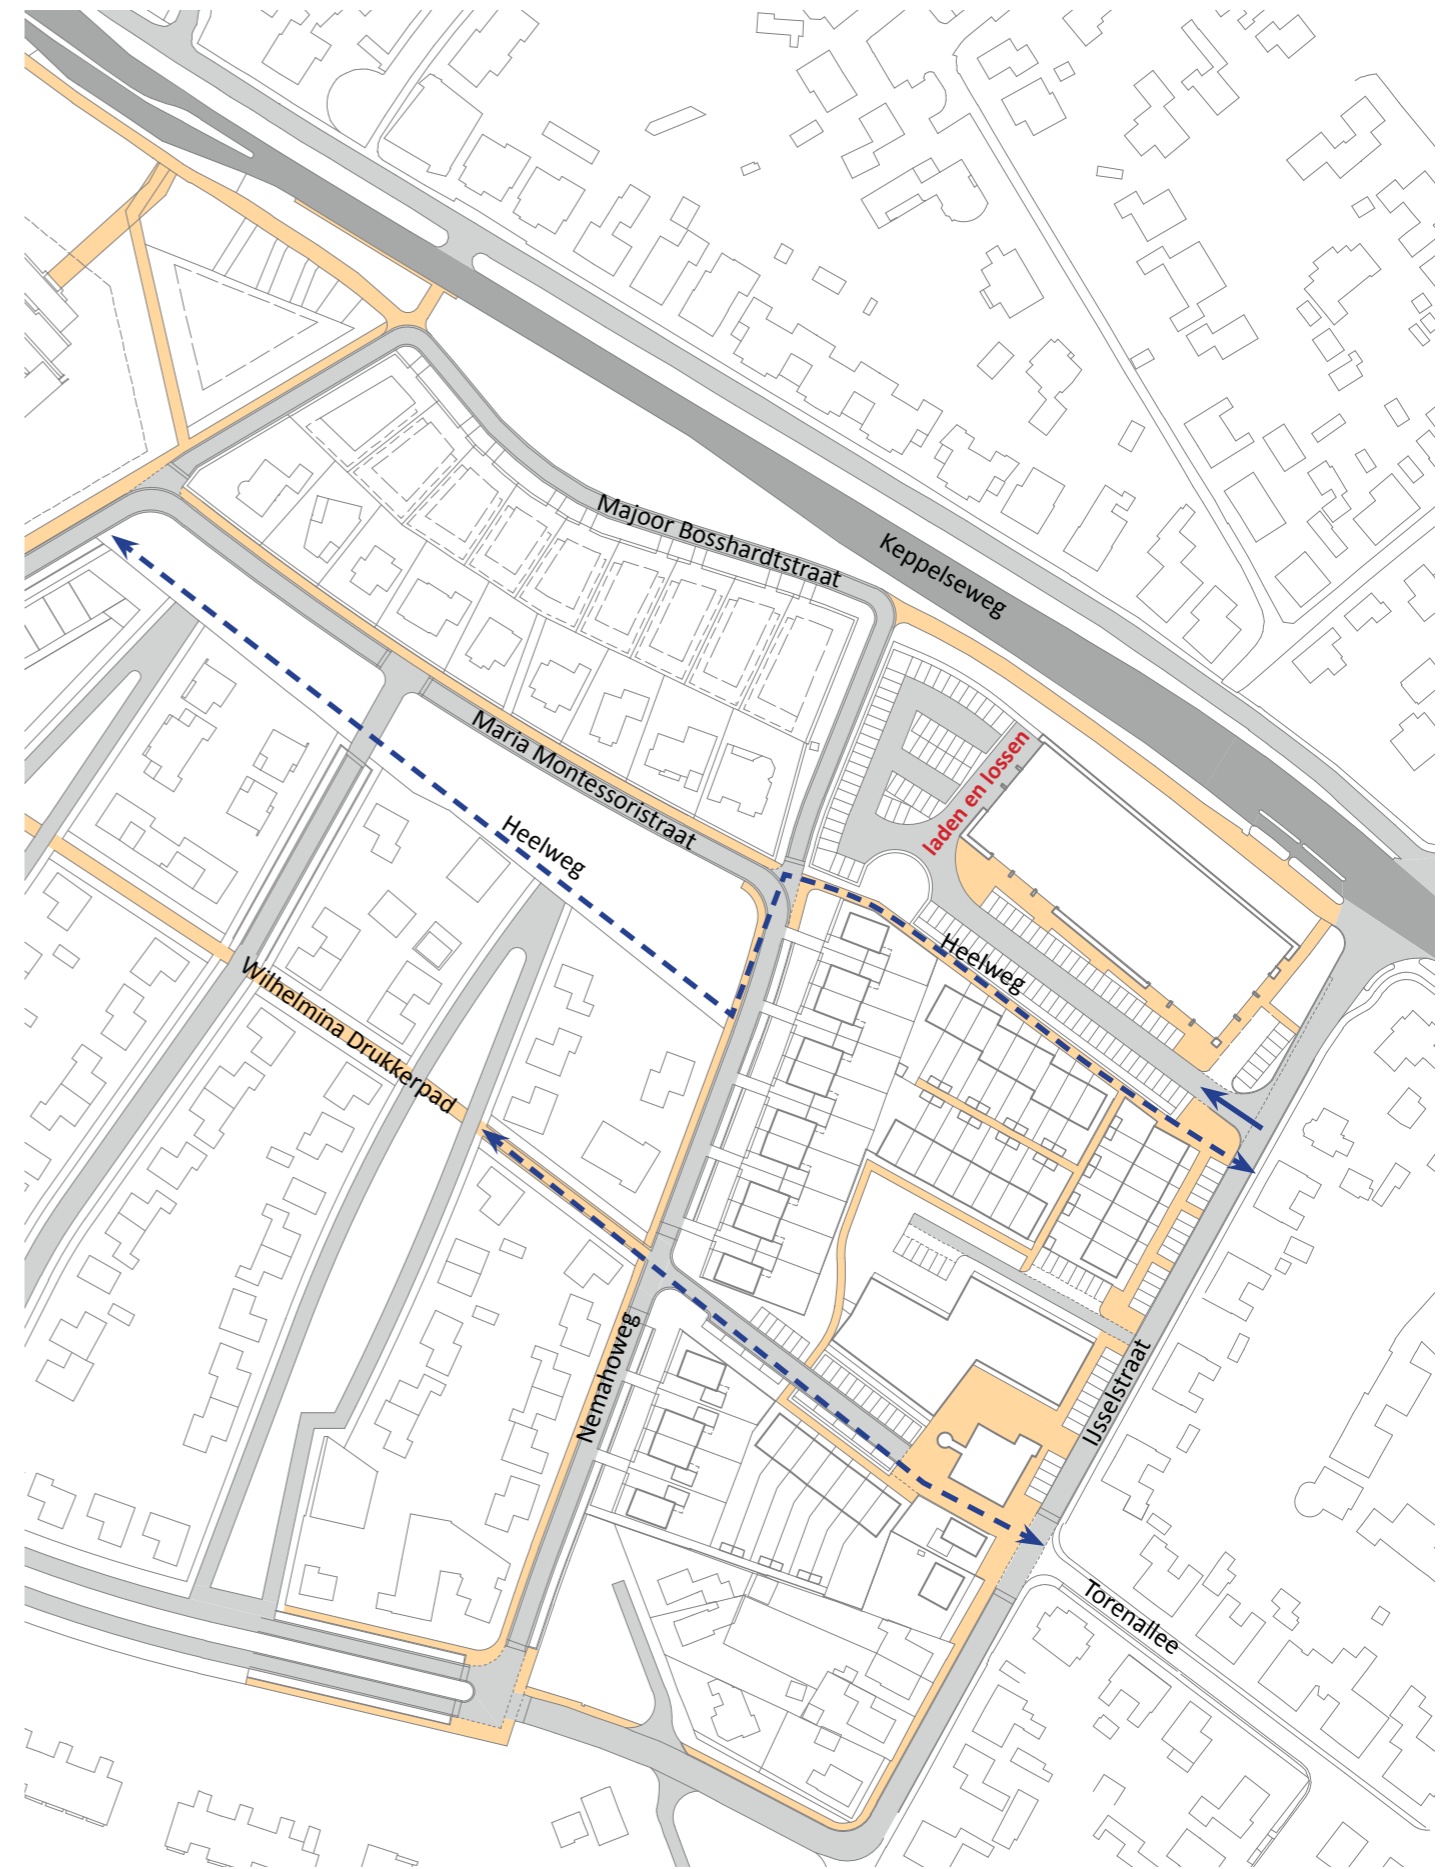 Majoor Bosshardtstraat
Keppelseweg
Maria Montessoristraat
laden en lossen
Heelweg
Heelweg
Wilhelmina Drukkerpad
Nemahoweg
IJsselstraat
Torenallee